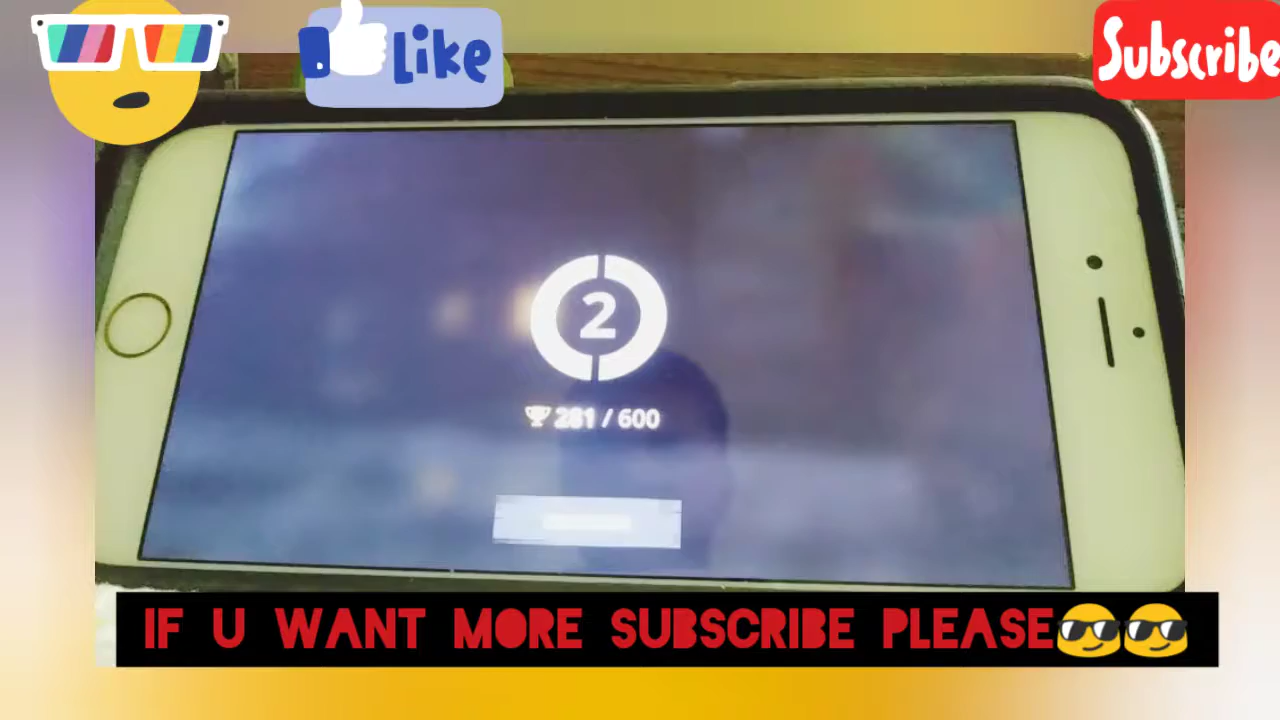 Like
Subscribe
2
281 / 600
IF U WANT MORE SUBSCRIBE PLEASE😎😎